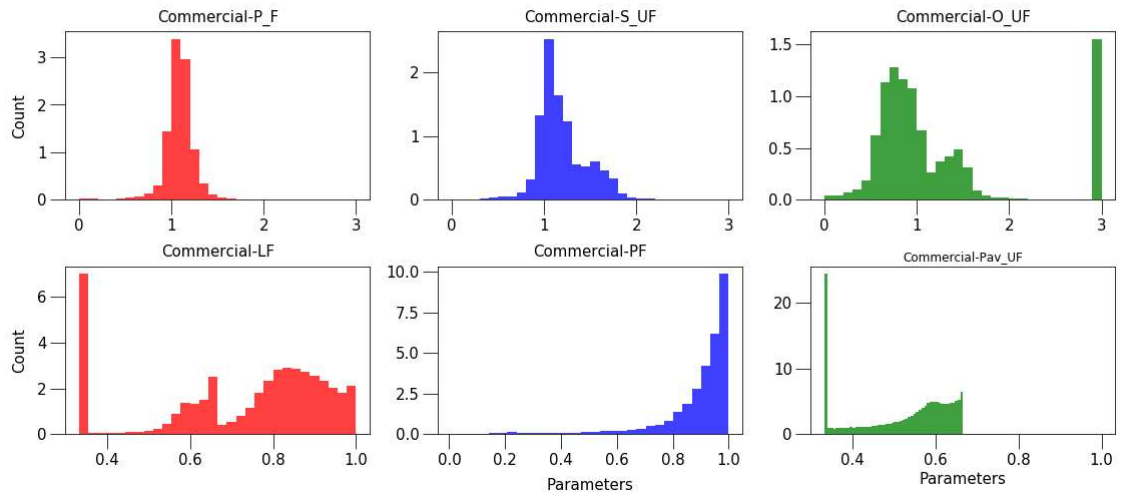 Commercial-P_F
Commercial-S_UF
Commercial-O_UF
Count
3
2
1
0
0 1 2 3
2
1
0
0 1 2 3
1.5
1.0
0.5
0.0
0 1 2 3
Commercial-LF
Commercial-PF
Commercial-Pav_UF
Count
6
4
2
0
0.4 0.6 0.8 1.0
10.0
7.5
5.0
2.5
0.0
0.0 0.2 0.4 0.6 0.8 1.0
Parameters
20
10
0
0.4 0.6 0.8 1.0
Parameters